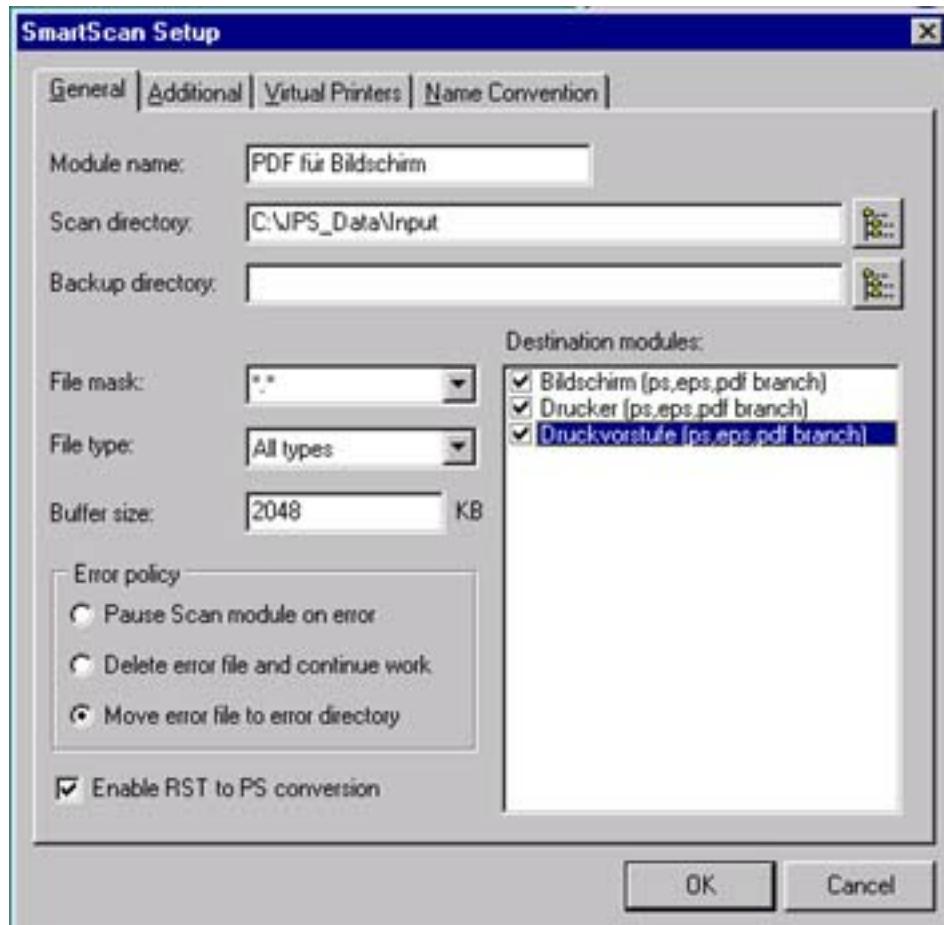 SmartScan Setup
General Additional Virtual Printers Name Convention
Module name: PDF für Bildschirm
Scan directory: C:\JPS_Data\Input
Backup directory:
Destination modules:
File mask: *.*
Bildschirm (ps,eps,pdf branch)
Drucker (ps,eps,pdf branch)
Druckvorstufe (ps,eps,pdf branch)
File type: All types
Buffer size: 2048 KB
Error policy
Pause Scan module on error
Delete error file and continue work
Move error file to error directory
Enable RST to PS conversion
OK Cancel